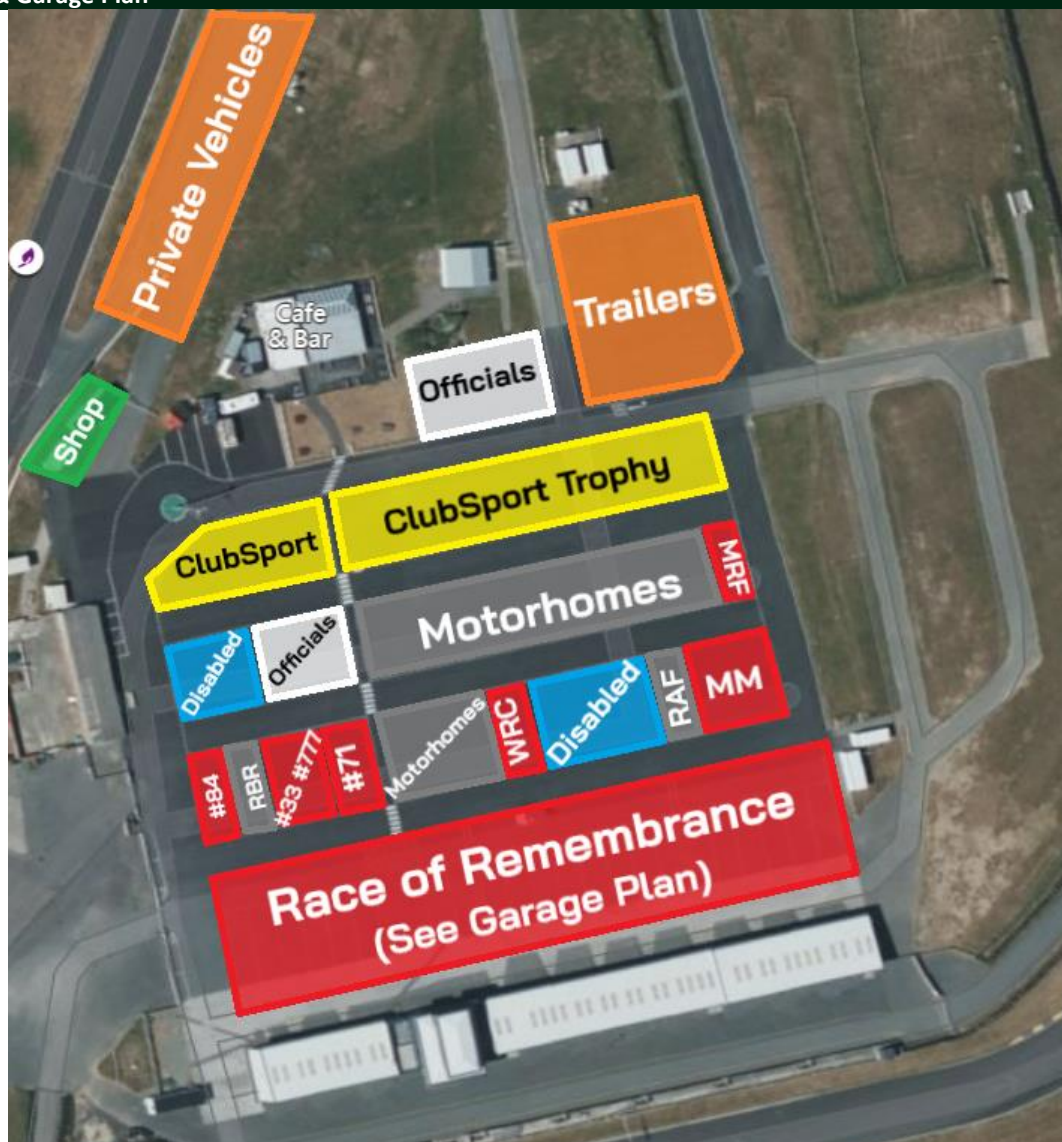 & Garage Plan
Private Vehicles
Trailers
Cafe
& Bar
Officials
Shop
ClubSport Trophy
ClubSport
MRF
Motorhomes
Disabled
Officials
MM
RAF
Disabled
WRC
Motorhomes
#71
#33 #777
RBR
#84
Race of Remembrance
(See Garage Plan)